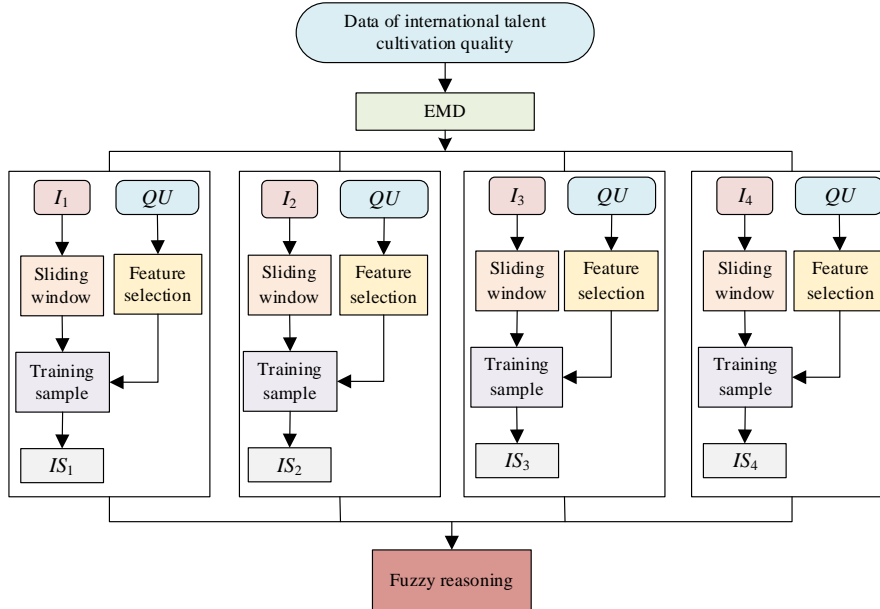 Data of international talent
cultivation quality
EMD
I₁ QU I₂ QU I₃ QU I₄ QU
Sliding
window
Feature
selection
Sliding
window
Feature
selection
Sliding
window
Feature
selection
Sliding
window
Feature
selection
Training
sample
Training
sample
Training
sample
Training
sample
IS₁ IS₂ IS₃ IS₄
Fuzzy reasoning